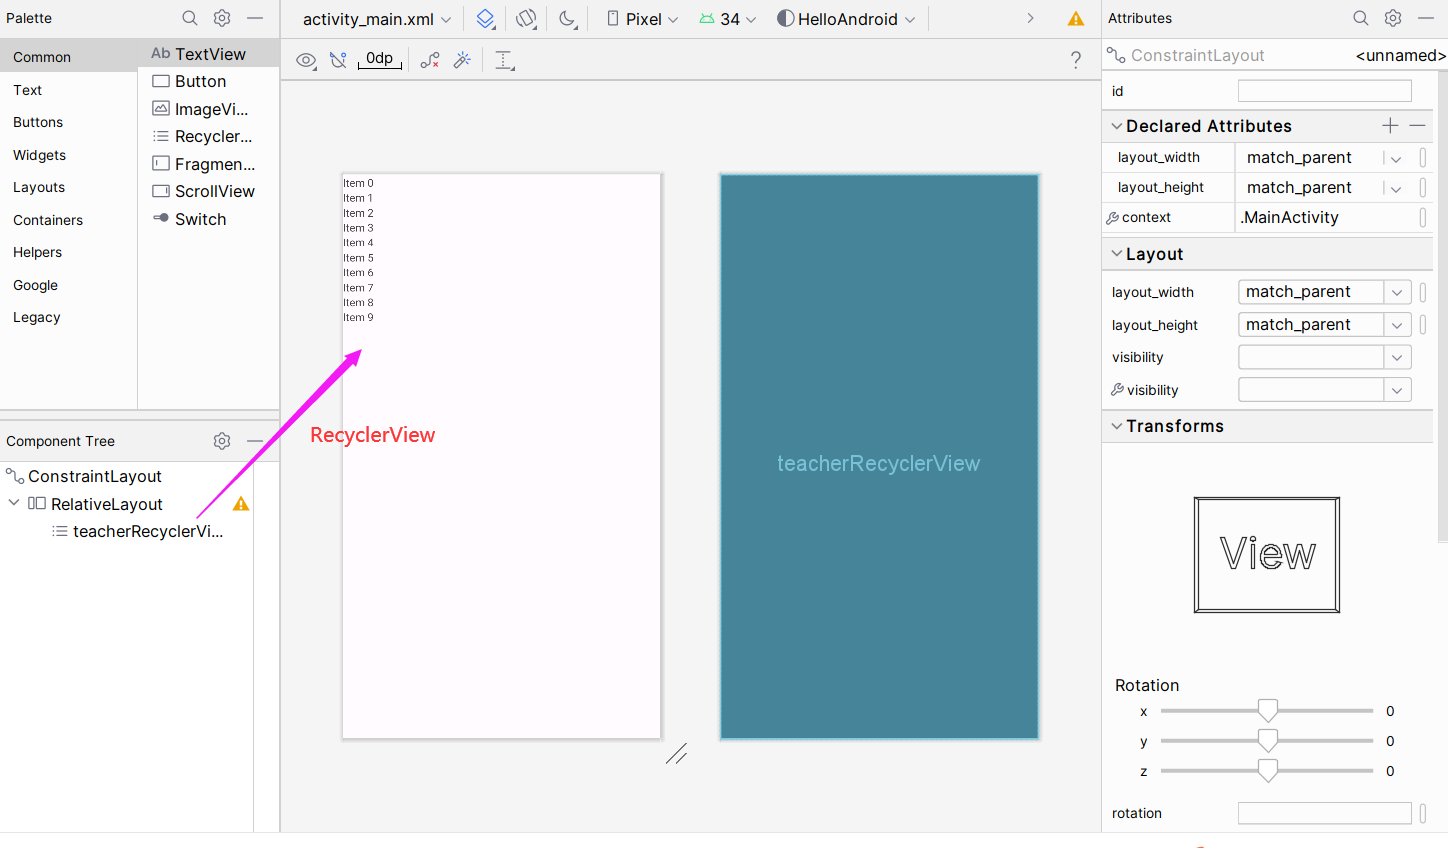 Palette
Common
Text
Buttons
Widgets
Layouts
Containers
Helpers
Google
Legacy
Ab TextView
Button
ImageVi...
Recycler...
Fragmen...
ScrollView
Switch
Component Tree
ConstraintLayout
RelativeLayout
teacherRecyclerVi...
activity_main.xml
Pixel
34
HelloAndroid
0dp
?
Item 0
Item 1
Item 2
Item 3
Item 4
Item 5
Item 6
Item 7
Item 8
Item 9
RecyclerView
teacherRecyclerView
Attributes
ConstraintLayout <unnamed>
id
Declared Attributes
layout_width match_parent
layout_height match_parent
context .MainActivity
Layout
layout_width match_parent
layout_height match_parent
visibility
visibility
Transforms
View
Rotation
x 0
y 0
z 0
rotation